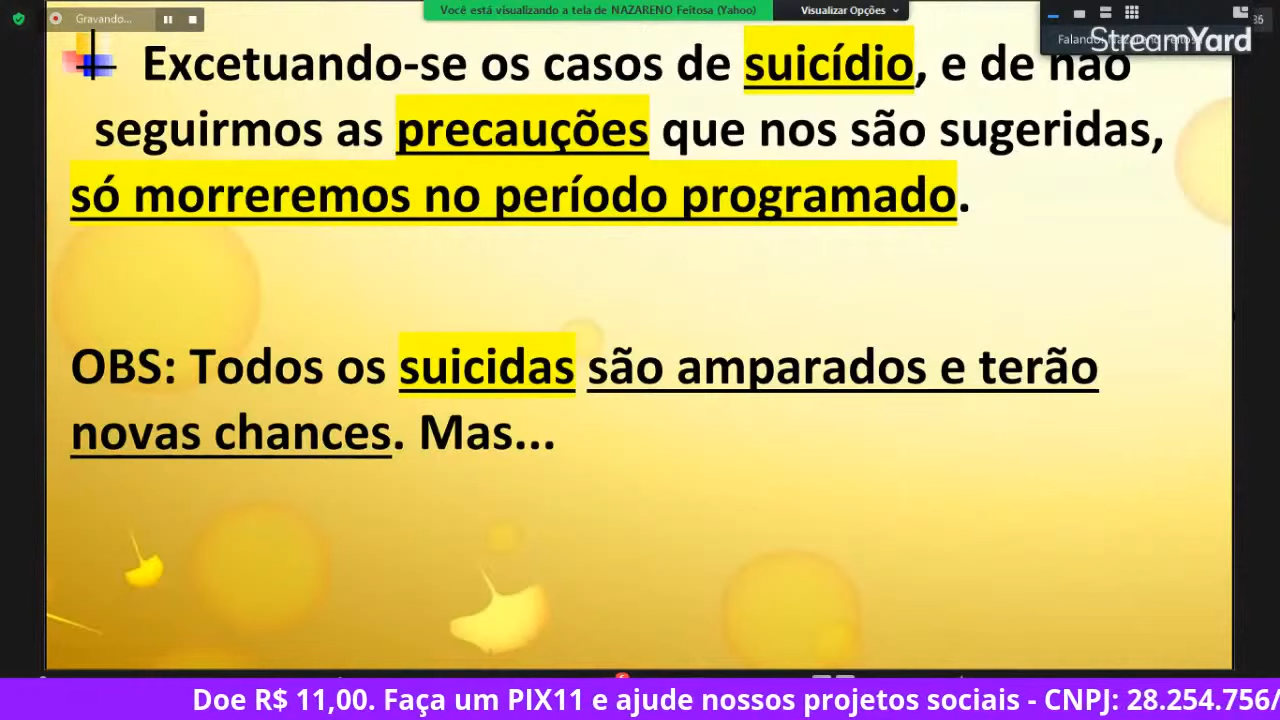 Gravando...
Você está visualizando a tela de NAZARENO Feitosa (Yahoo)
Visualizar Opções
StreamYard
Excetuando-se os casos de suicídio, e de não
seguirmos as precauções que nos são sugeridas,
só morreremos no período programado.
OBS: Todos os suicidas são amparados e terão
novas chances. Mas...
Doe R$ 11,00. Faça um PIX11 e ajude nossos projetos sociais - CNPJ: 28.254.756/